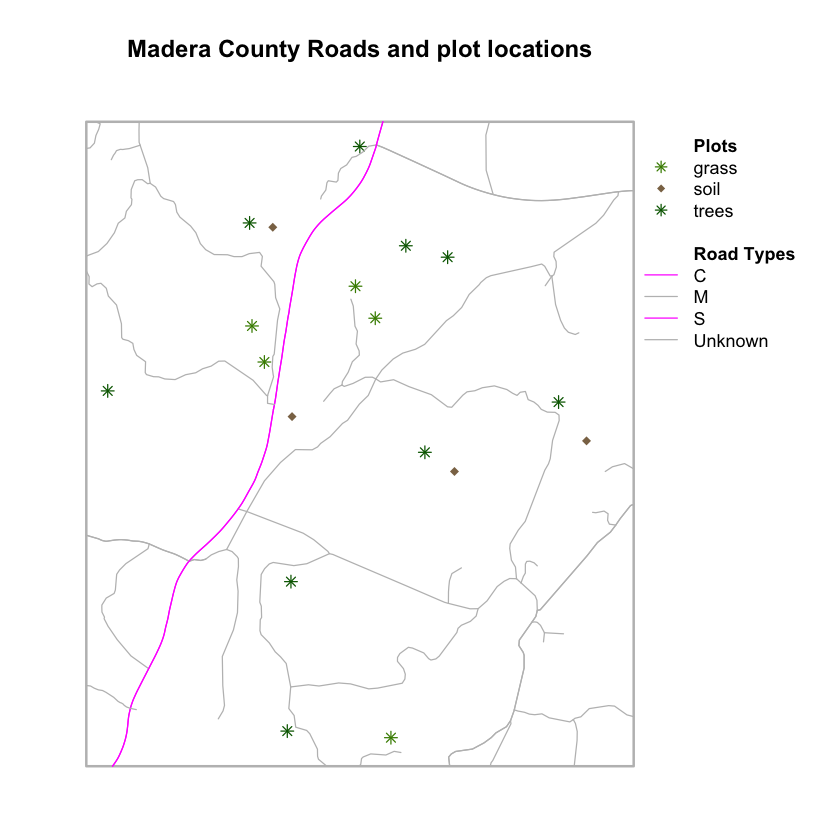 Madera County Roads and plot locations
Plots
grass
soil
trees
Road Types
C
M
S
Unknown